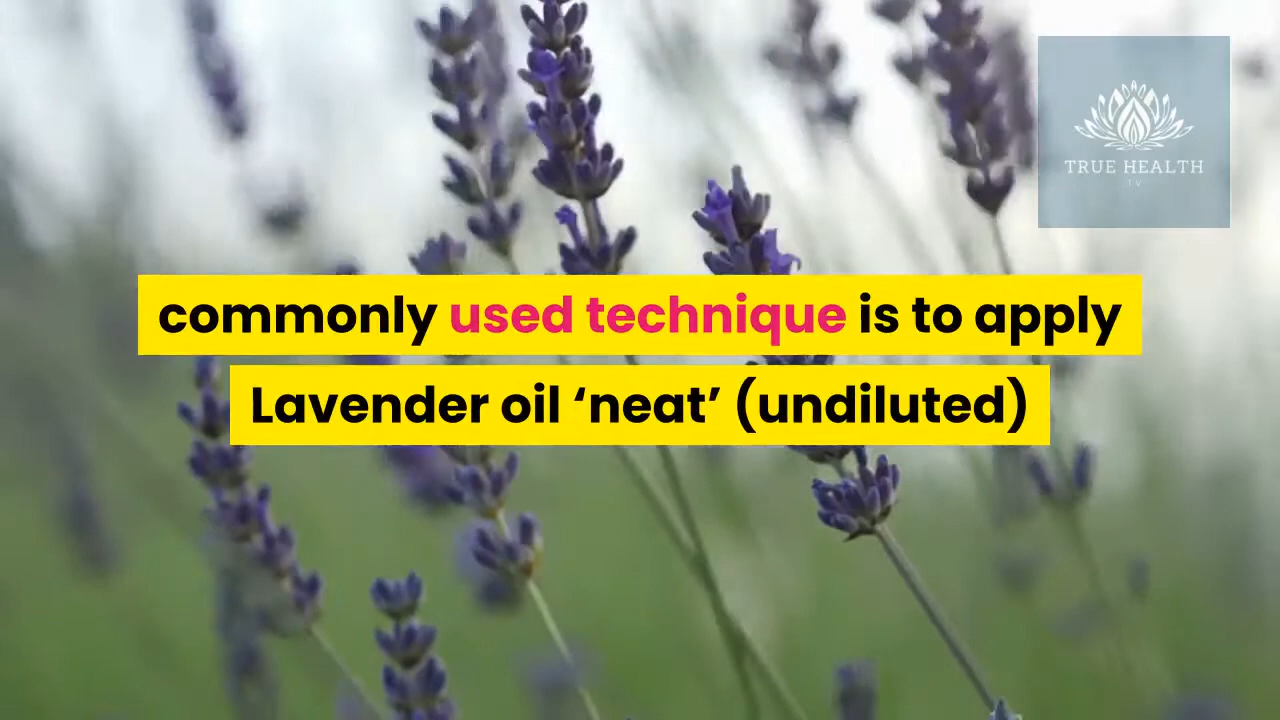 TRUE HEALTH
TV
commonly used technique is to apply
Lavender oil ‘neat’ (undiluted)